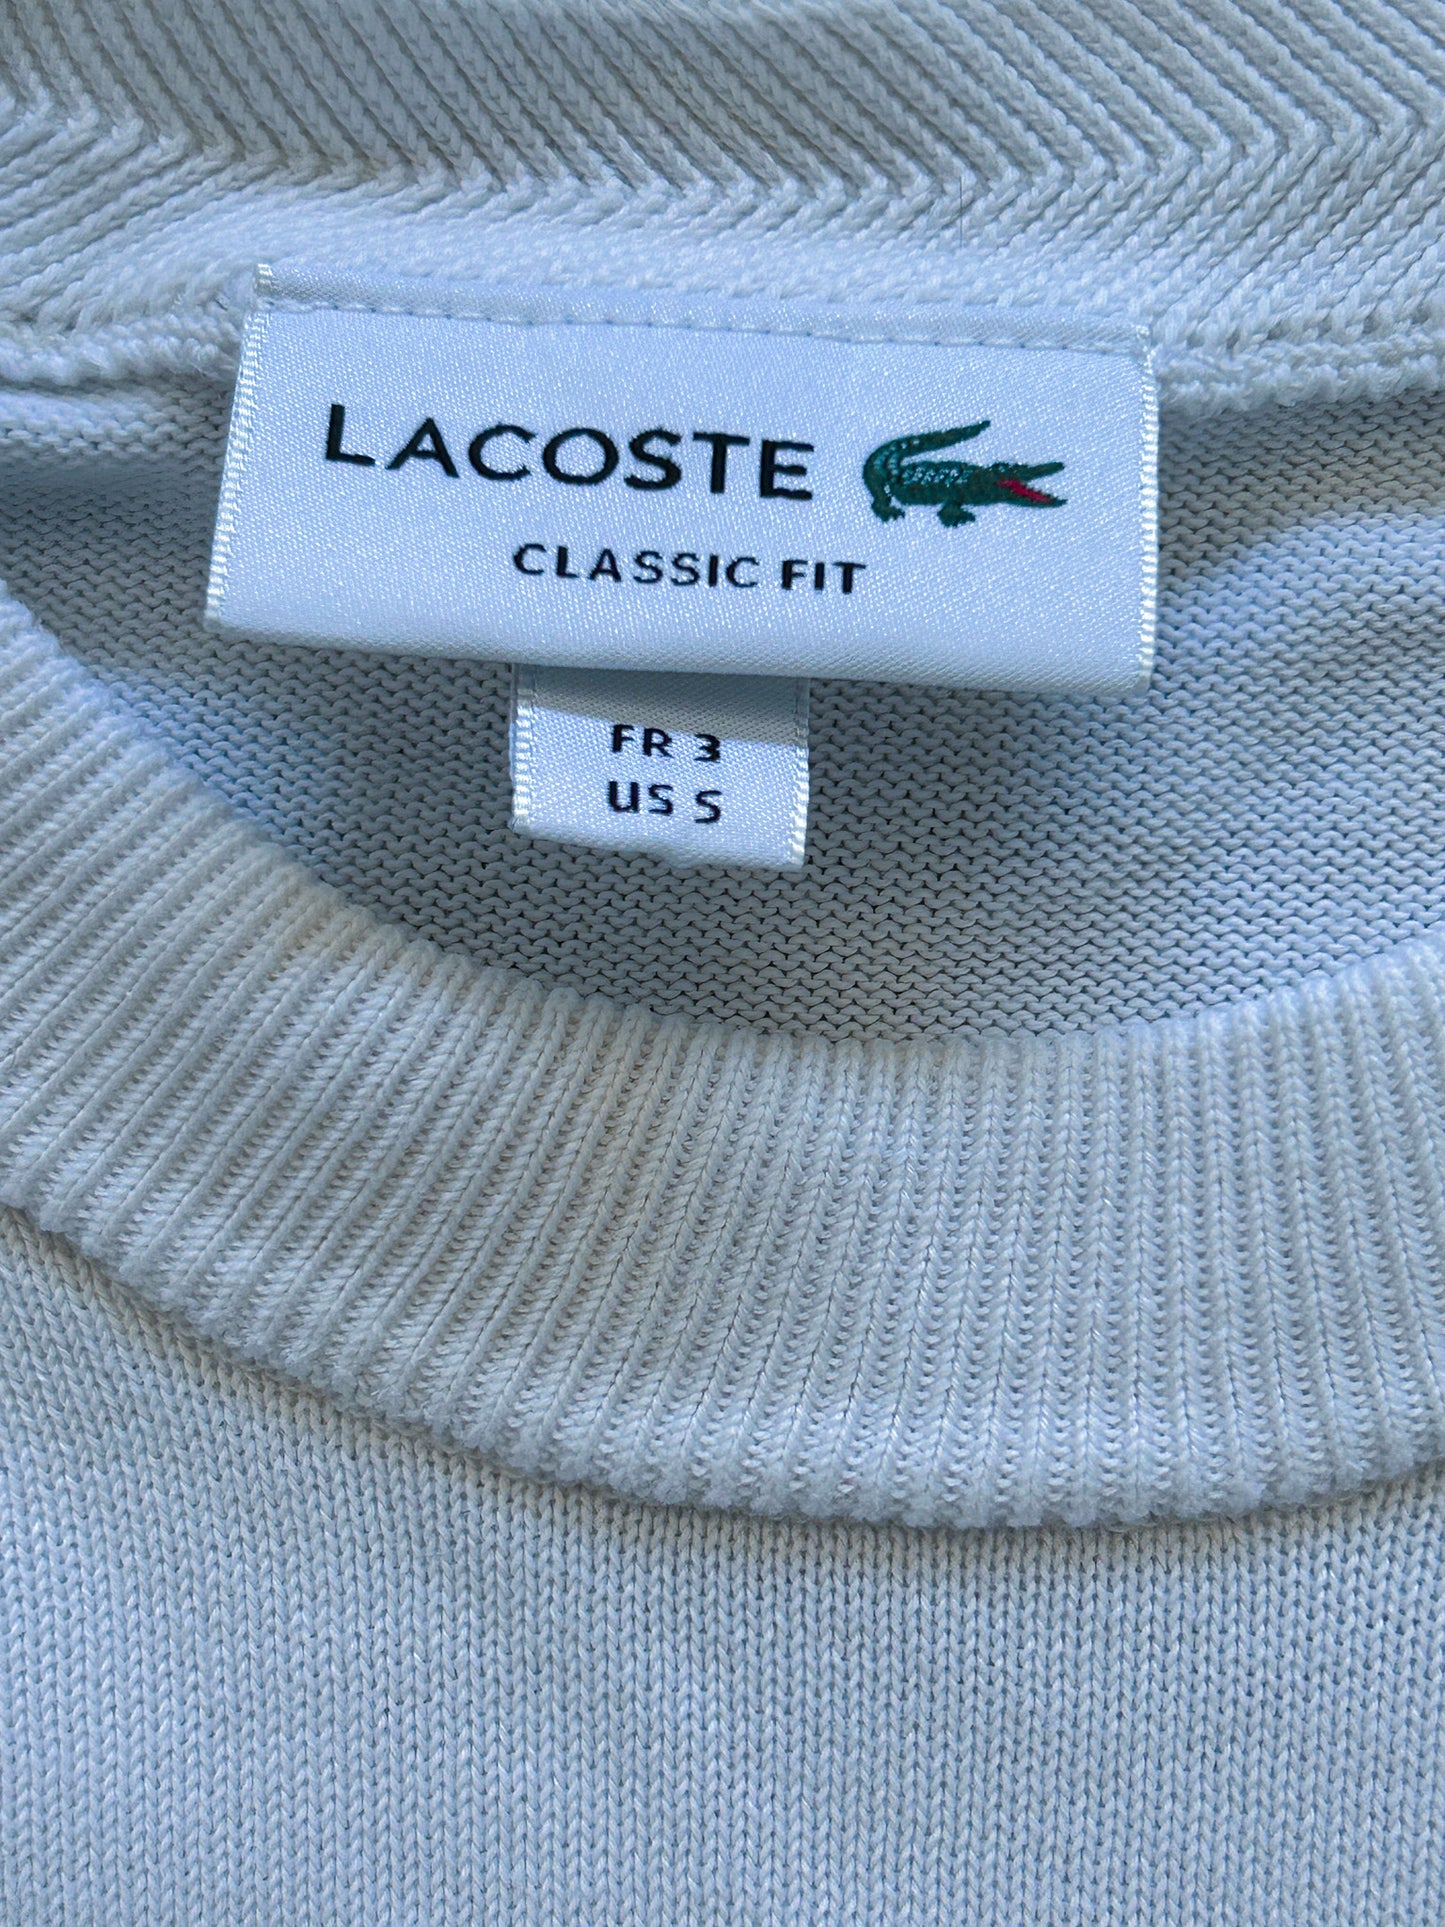 LACOSTE
CLASSIC FIT
FR 3
US S